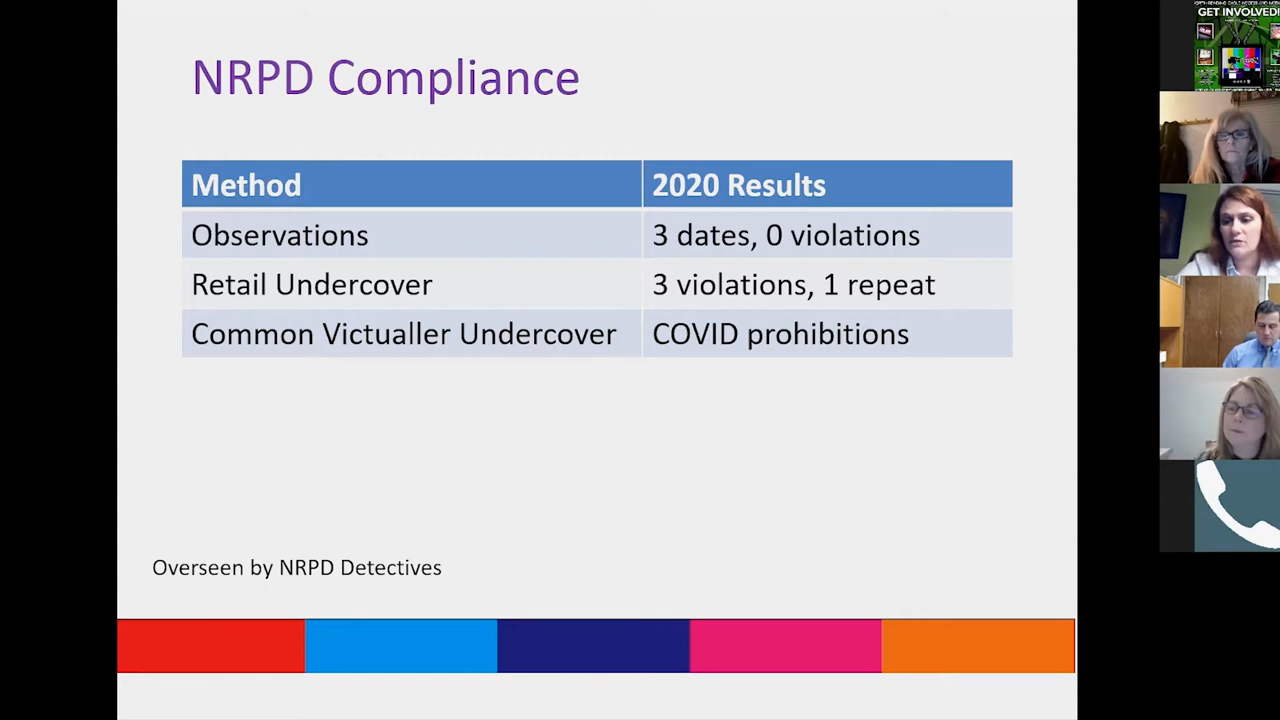 NRPD Compliance
Method 2020 Results
Observations 3 dates, 0 violations
Retail Undercover 3 violations, 1 repeat
Common Victualler Undercover COVID prohibitions
Overseen by NRPD Detectives
GET INVOLVED!